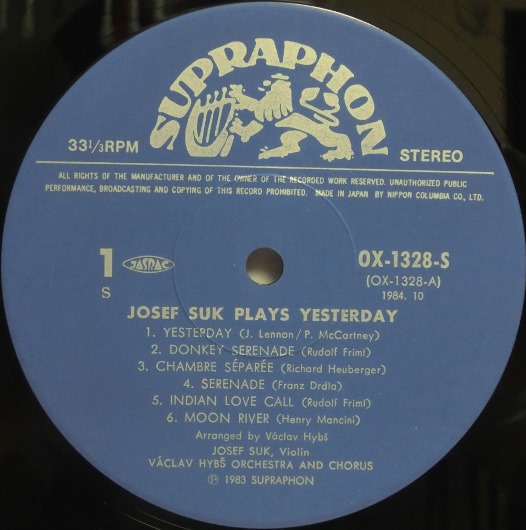 SUPRAPHON
33 1/3 RPM
STEREO
ALL RIGHTS OF THE MANUFACTURER AND OF THE OWNER OF THE RECORDED WORK RESERVED. UNAUTHORIZED PUBLIC
PERFORMANCE, BROADCASTING AND COPYING OF THIS RECORD PROHIBITED. MADE IN JAPAN BY NIPPON COLUMBIA CO., LTD.
1 JASRAC OX-1328-S
S (OX-1328-A)
1984. 10
JOSEF SUK PLAYS YESTERDAY
1. YESTERDAY (J. Lennon/P. McCartney)
2. DONKEY SERENADE (Rudolf Friml)
3. CHAMBRE SÉPARÉE (Richard Heuberger)
4. SERENADE (Franz Drdla)
5. INDIAN LOVE CALL (Rudolf Friml)
6. MOON RIVER (Henry Mancini)
Arranged by Václav Hybš
JOSEF SUK, Violin
VÁCLAV HYBŠ ORCHESTRA AND CHORUS
Ⓟ 1983 SUPRAPHON